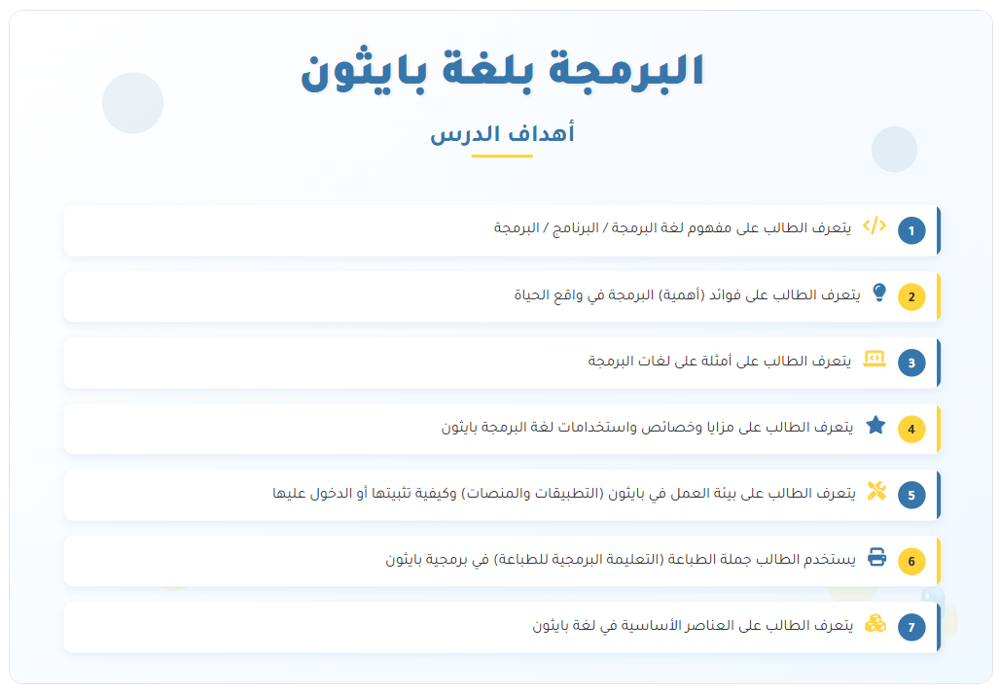 البرمجة بلغة بايثون
أهداف الدرس
1 يتعرف الطالب على مفهوم لغة البرمجة / البرنامج / البرمجة
2 يتعرف الطالب على فوائد (أهمية) البرمجة في واقع الحياة
3 يتعرف الطالب على أمثلة على لغات البرمجة
4 يتعرف الطالب على مزايا وخصائص واستخدامات لغة البرمجة بايثون
5 يتعرف الطالب على بيئة العمل في بايثون (التطبيقات والمنصات) وكيفية تثبيتها أو الدخول عليها
6 يستخدم الطالب جملة الطباعة (التعليمة البرمجية للطباعة) في برمجية بايثون
7 يتعرف الطالب على العناصر الأساسية في لغة بايثون